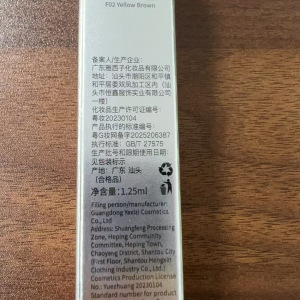 F02 Yellow Brown
备案人/生产企业:
广东雅西子化妆品有限公司
地址: 汕头市潮阳区和平镇
和平居委双凤加工区内 (汕
头市恒鑫服饰实业有限公司
一楼)
化妆品生产许可证编号:
粤妆20230104
产品执行的标准编号:
粤G妆网备字2025206387
执行标准: GB/T 27575
生产批号和限期使用日期:
见包装标示
产地: 广东 汕头
(合格品)
净含量: 1.25ml
Filing person/manufacturer:
Guangdong Yexizi Cosmetics
Co., Ltd
Address: Shuangfeng Processing
Zone, Heping Community
Committee, Heping Town,
Chaoyang District, Shantou City
(First Floor, Shantou Hengxin
Clothing Industry Co., Ltd.)
Cosmetics Production License
No.: Yuezhuang 20230104
Standard number for product